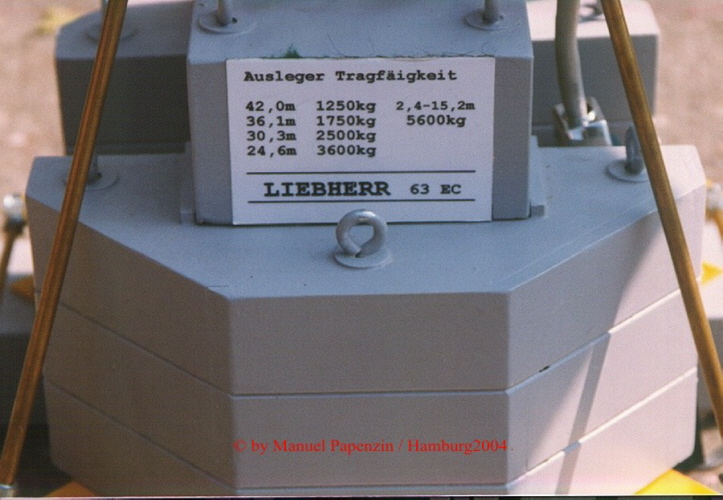 Ausleger Tragfäigkeit
42,0m 1250kg 2,4-15,2m
36,1m 1750kg 5600kg
30,3m 2500kg
24,6m 3600kg
LIEBHERR 63 EC
© by Manuel Papenzin / Hamburg2004